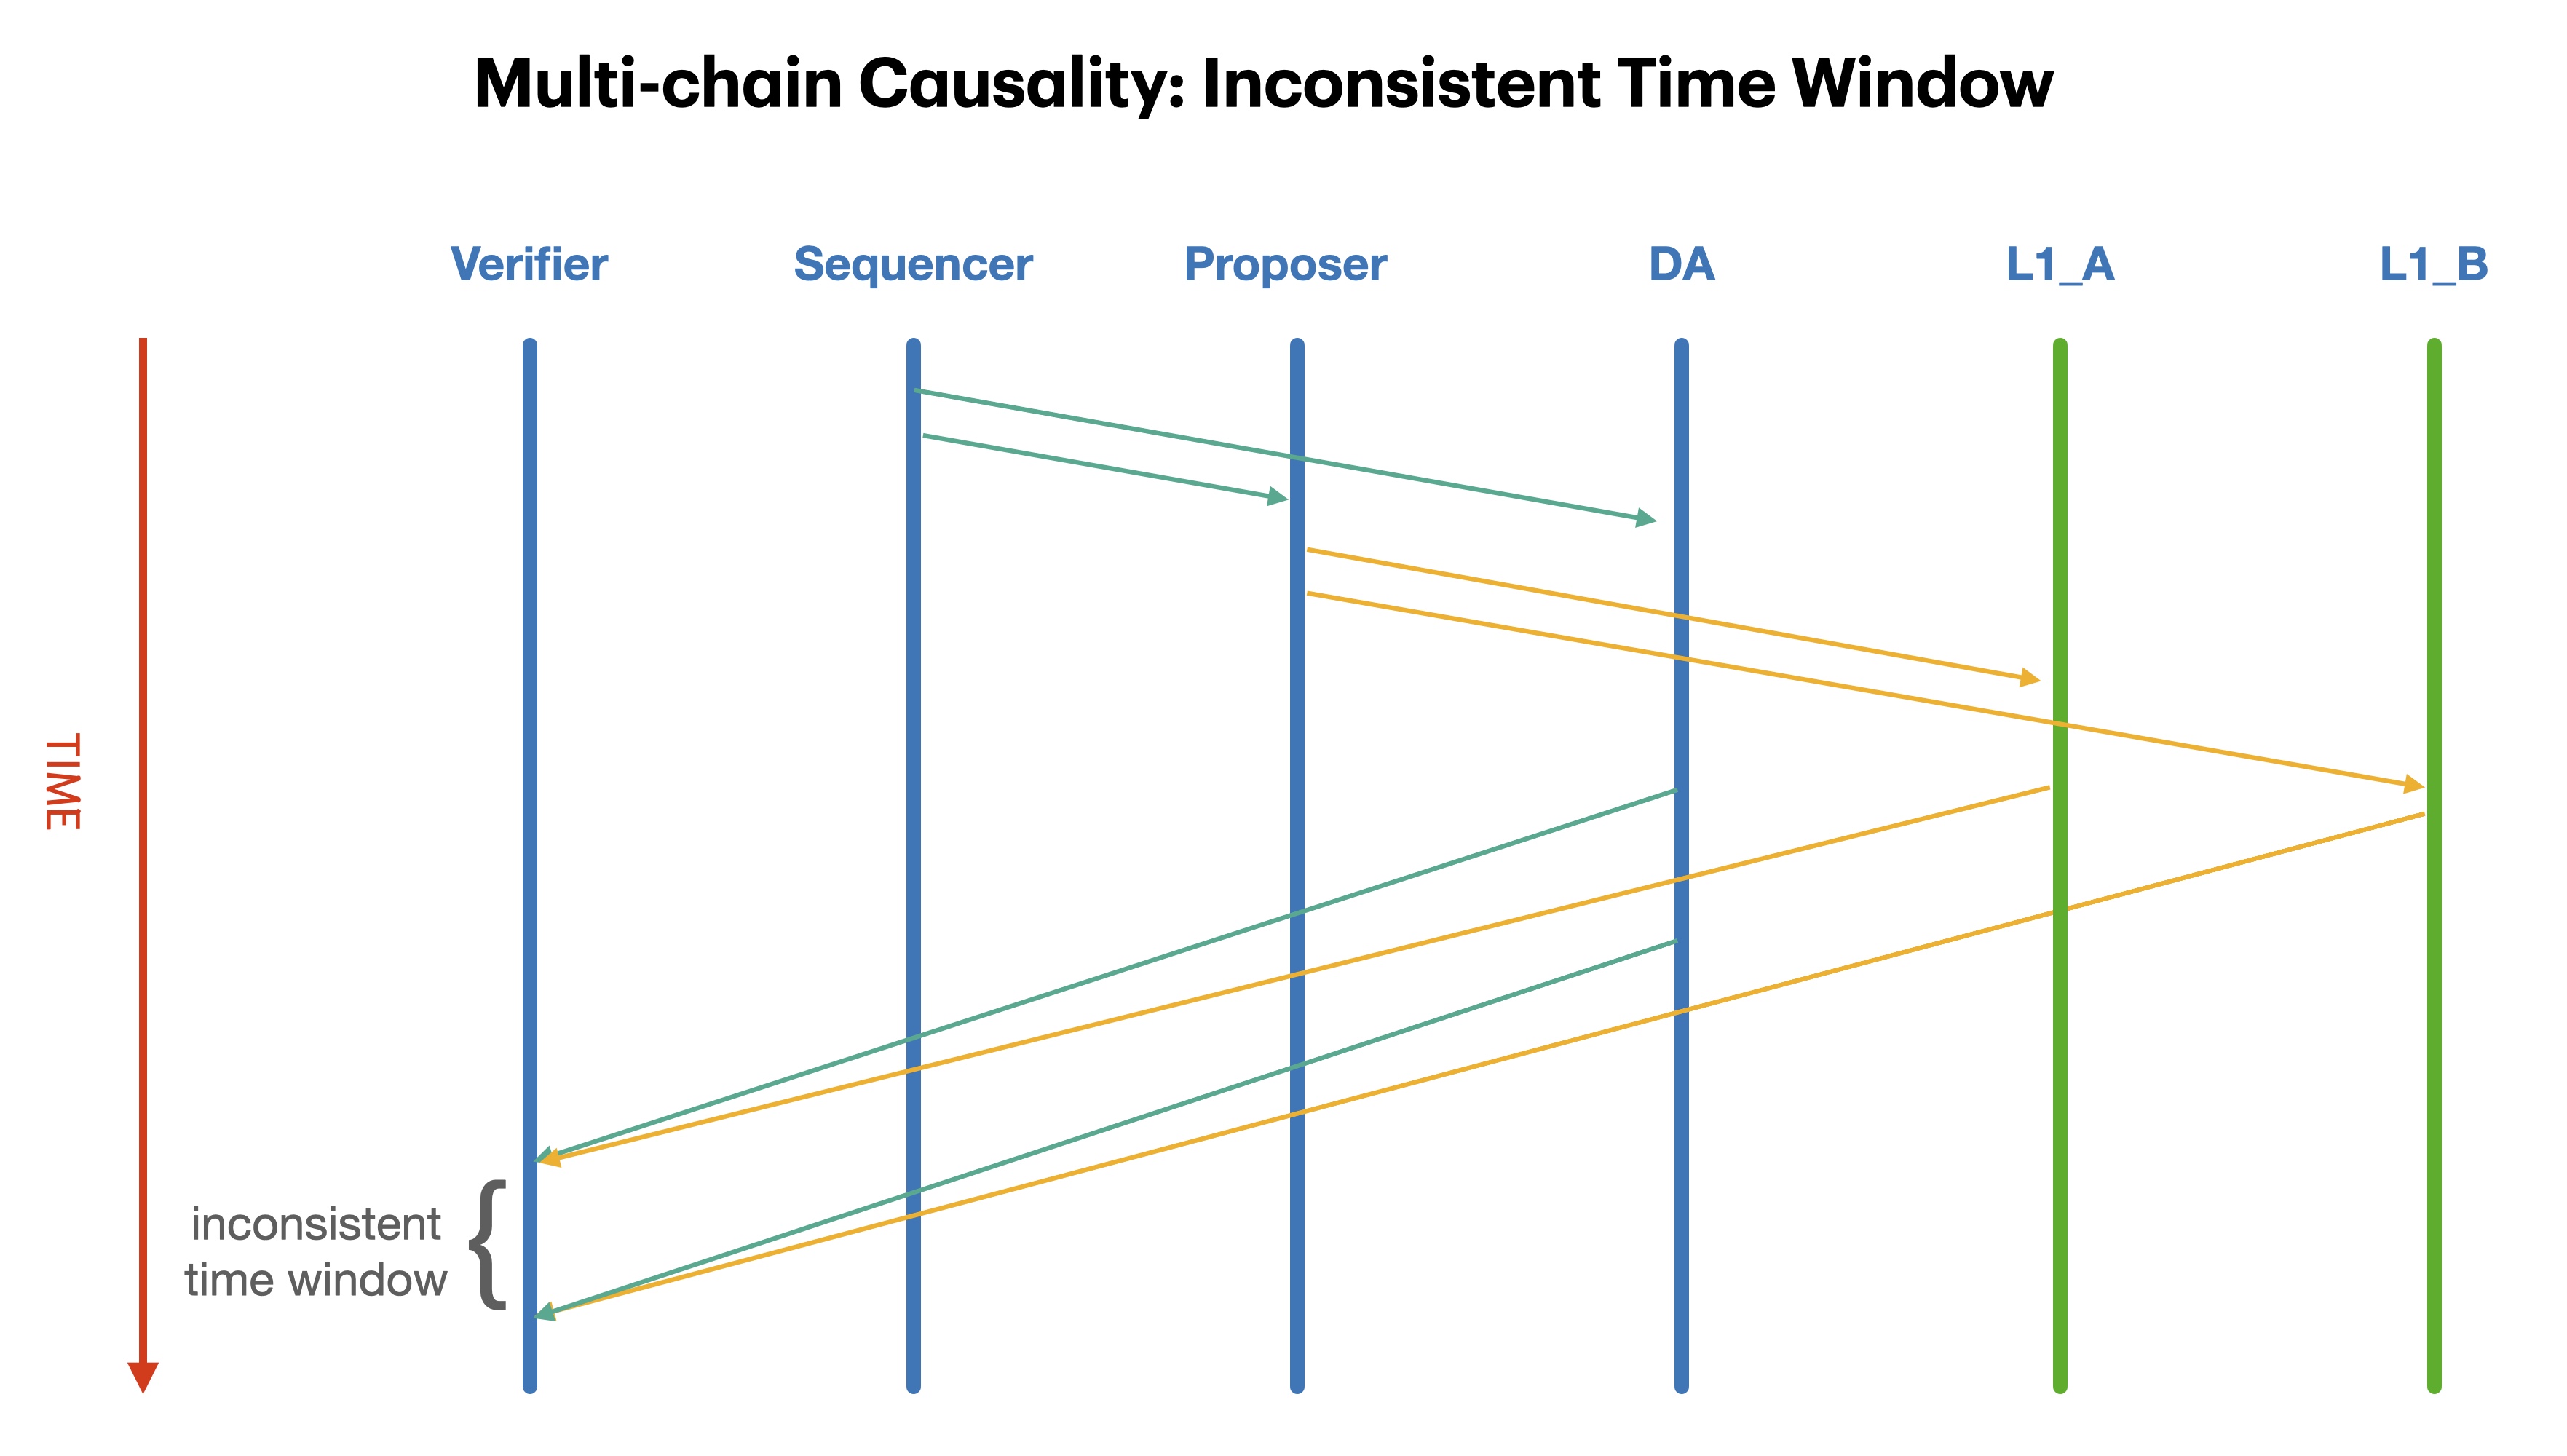 Multi-chain Causality: Inconsistent Time Window
Verifier
Sequencer
Proposer
DA
L1_A
L1_B
TIME
inconsistent
time window